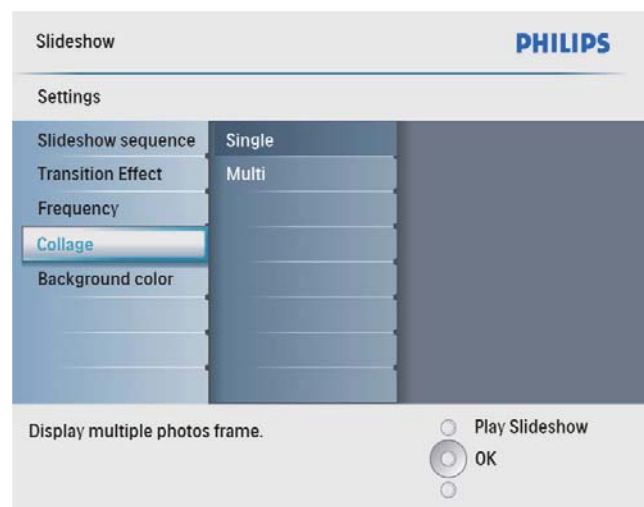 Slideshow
PHILIPS
Settings
Slideshow sequence
Single
Transition Effect
Multi
Frequency
Collage
Background color
Display multiple photos frame.
Play Slideshow
OK